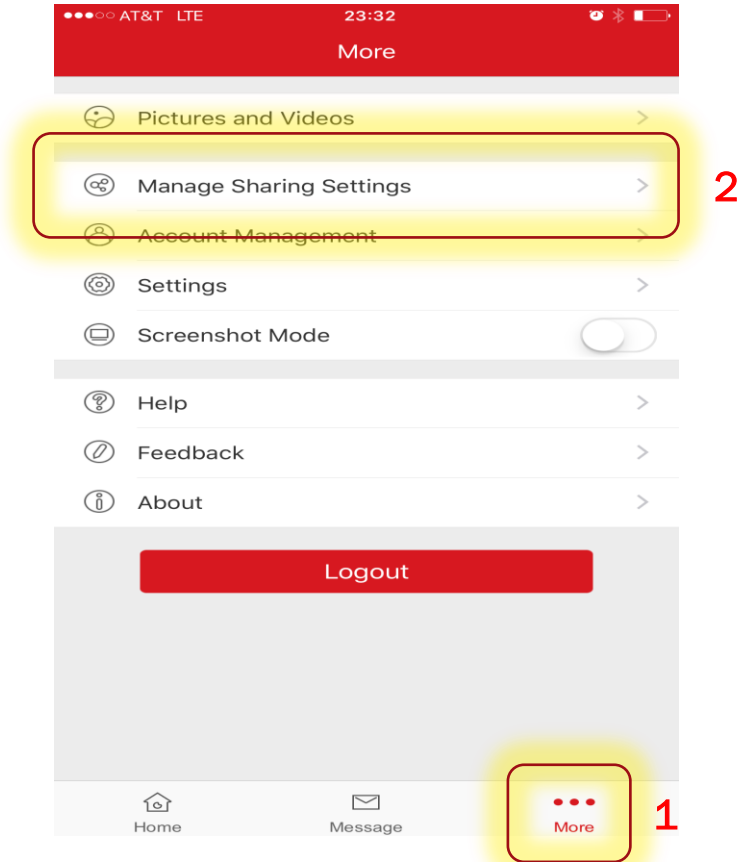 AT&T LTE 23:32
More
Pictures and Videos
Manage Sharing Settings
2
Account Management
Settings
Screenshot Mode
Help
Feedback
About
Logout
Home Message More
1